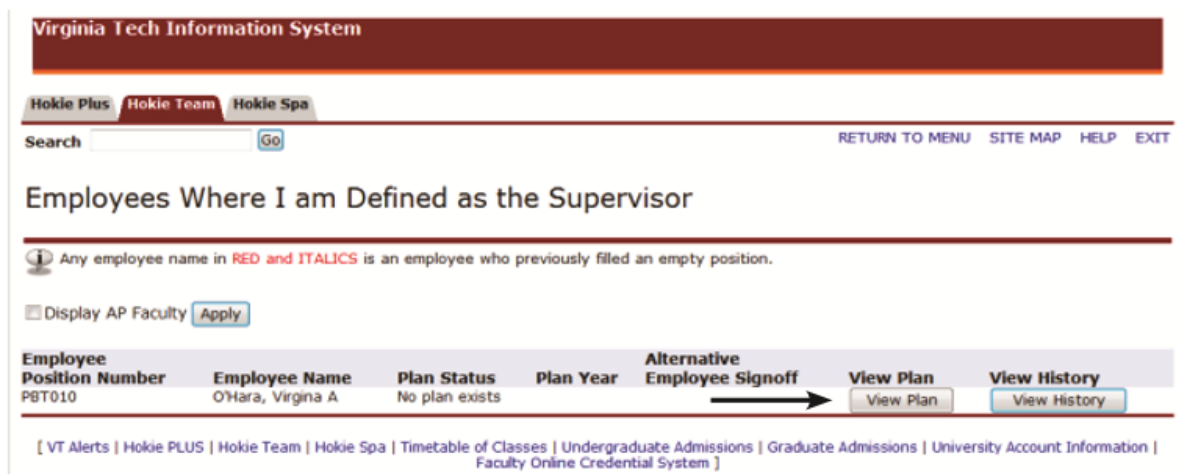 Virginia Tech Information System
Hokie Plus Hokie Team Hokie Spa
Search Go RETURN TO MENU SITE MAP HELP EXIT
Employees Where I am Defined as the Supervisor
Any employee name in RED and ITALICS is an employee who previously filled an empty position.
Display AP Faculty Apply
Employee Alternative
Position Number Employee Name Plan Status Plan Year Employee Signoff View Plan View History
PBT010 O'Hara, Virgina A No plan exists View Plan View History
[ VT Alerts | Hokie PLUS | Hokie Team | Hokie Spa | Timetable of Classes | Undergraduate Admissions | Graduate Admissions | University Account Information |
Faculty Online Credential System ]